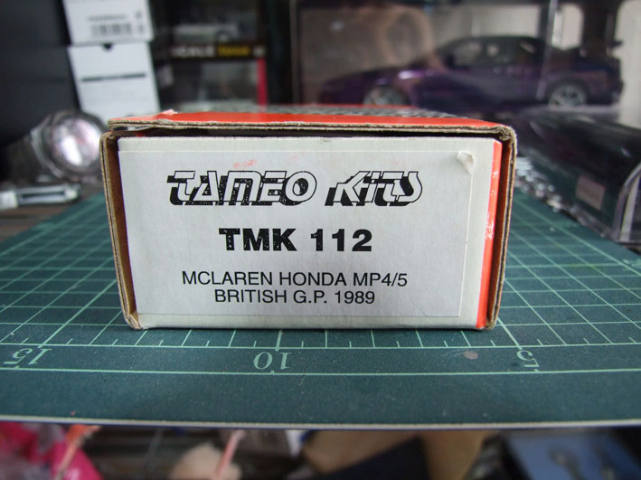 TAMEO KITS
TMK 112
MCLAREN HONDA MP4/5
BRITISH G.P. 1989
15
10
5